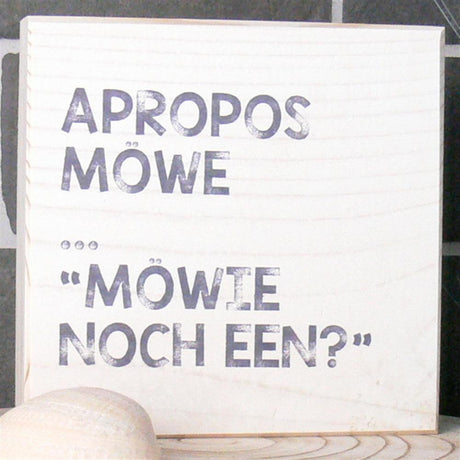 APROPOS
MÖWE
...
“MÖWIE
NOCH EEN?”